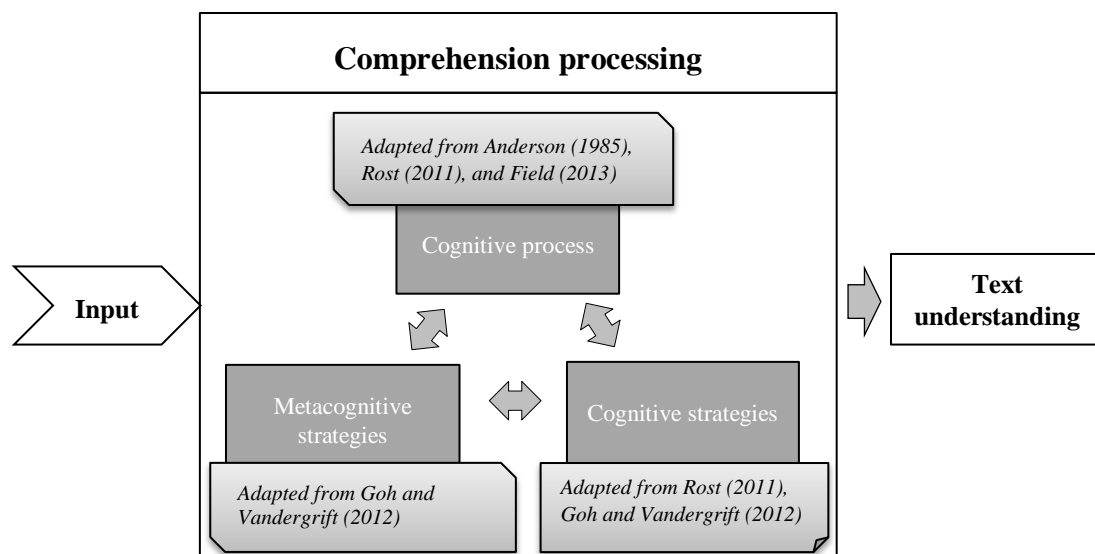 Comprehension processing
Adapted from Anderson (1985),
Rost (2011), and Field (2013)
Cognitive process
Input
Text
understanding
Metacognitive
strategies
Cognitive strategies
Adapted from Goh and
Vandergrift (2012)
Adapted from Rost (2011),
Goh and Vandergrift (2012)